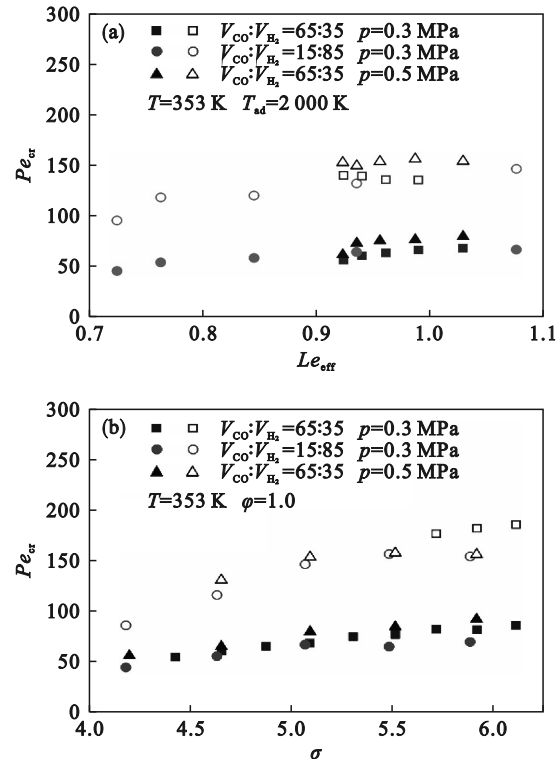 (a)
■ □ V_CO:V_H₂=65:35 p=0.3 MPa
● ○ V_CO:V_H₂=15:85 p=0.3 MPa
▲ △ V_CO:V_H₂=65:35 p=0.5 MPa
T=353 K T_ad=2 000 K
300
250
200
150
100
50
0
Pe_cr
0.7 0.8 0.9 1.0 1.1
Le_eff
(b)
■ □ V_CO:V_H₂=65:35 p=0.3 MPa
● ○ V_CO:V_H₂=15:85 p=0.3 MPa
▲ △ V_CO:V_H₂=65:35 p=0.5 MPa
T=353 K φ=1.0
300
250
200
150
100
50
0
Pe_cr
4.0 4.5 5.0 5.5 6.0
σ